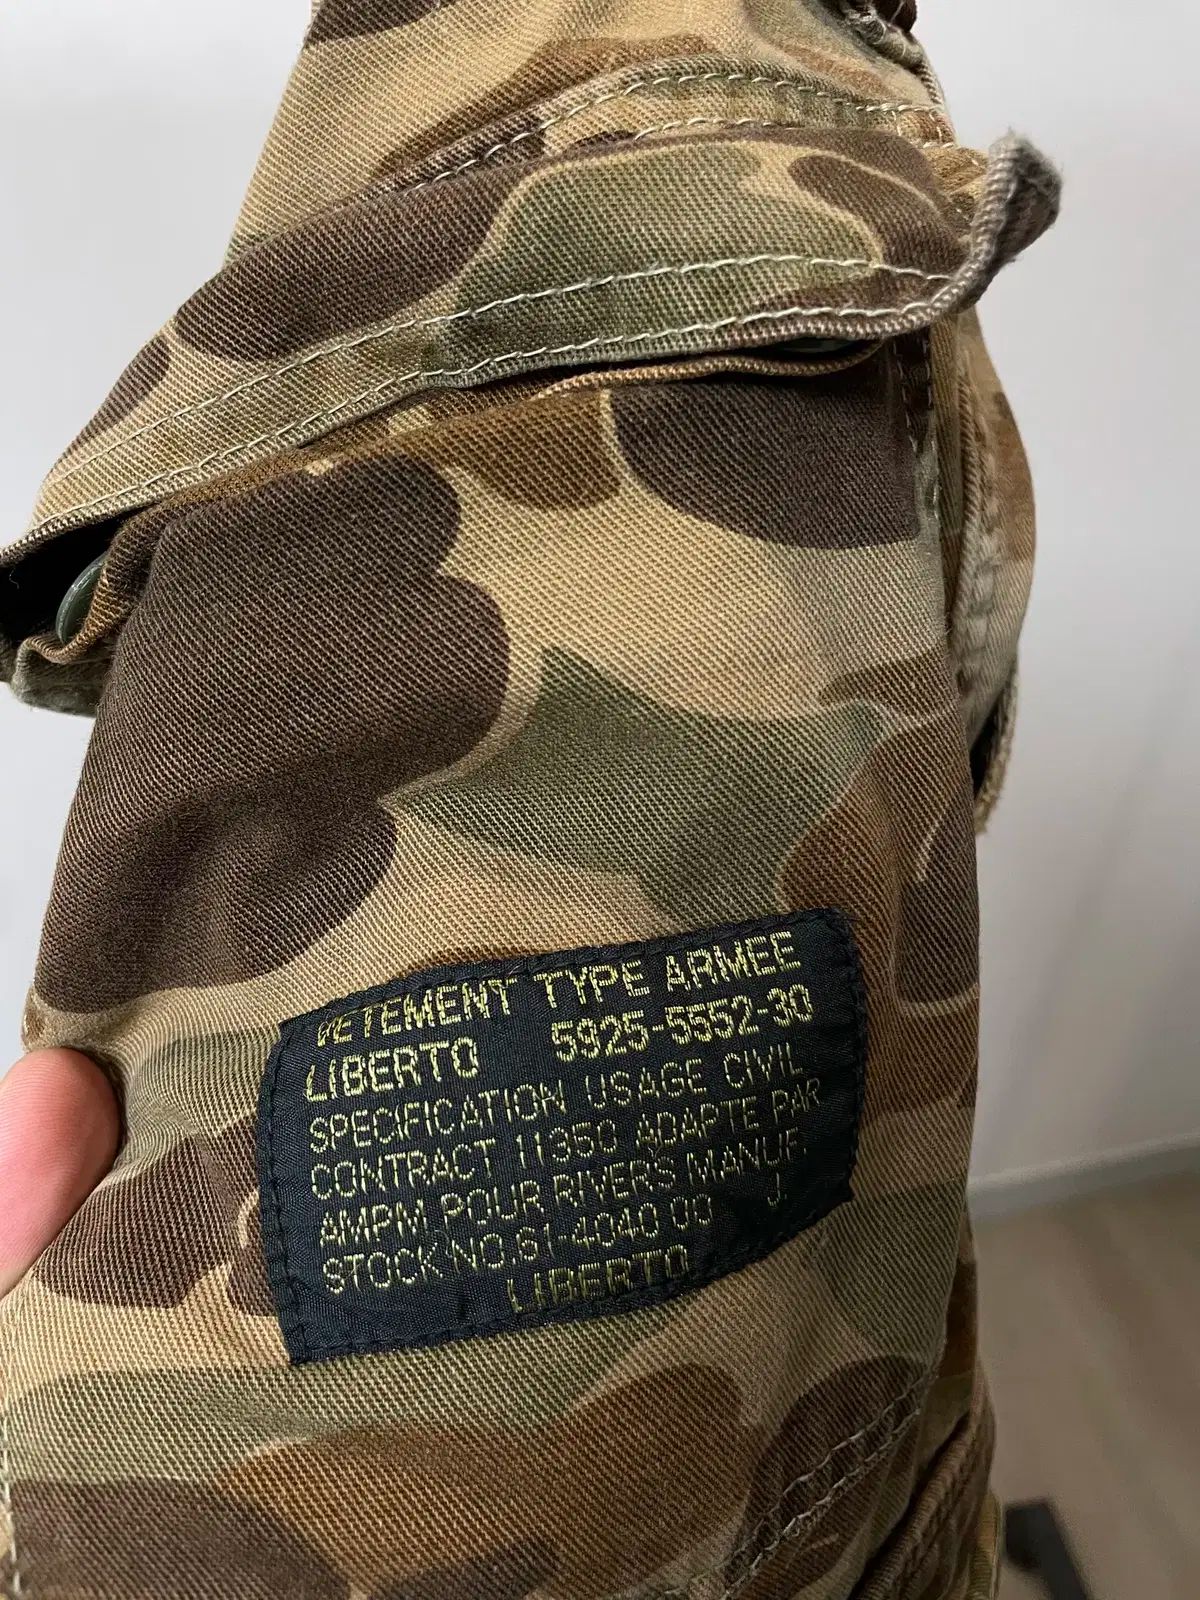 VETEMENT TYPE ARMEE
LIBERTO 5925-5552-30
SPECIFICATION USAGE CIVIL
CONTRACT 11350 ADAPTE PAR
AMPM POUR RIVERS MANUF.
STOCK NO.61-4040 00 J.
LIBERTO